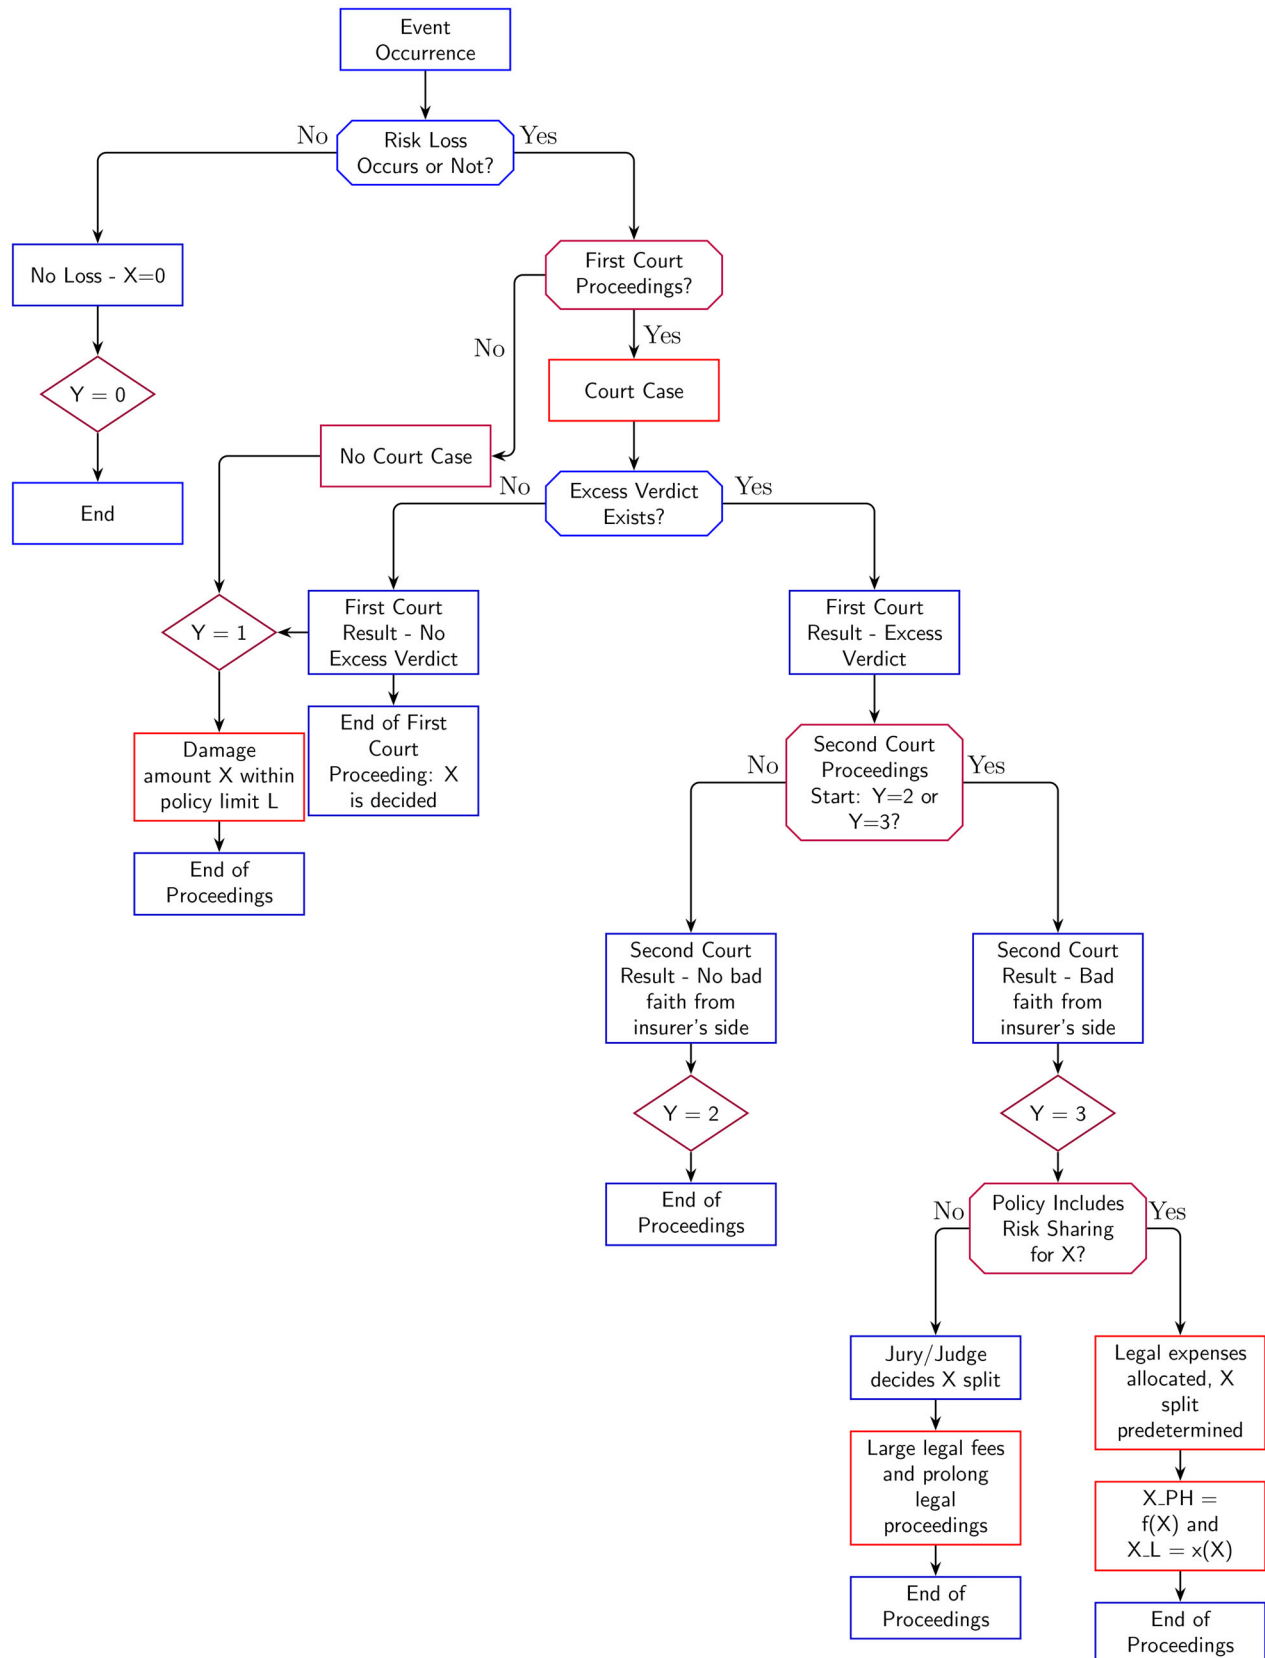 Event
Occurrence
No
Risk Loss
Occurs or Not?
Yes
No Loss - X=0
First Court
Proceedings?
No
Yes
Y = 0
Court Case
No Court Case
End
No
Excess Verdict
Exists?
Yes
Y = 1
First Court
Result - No
Excess Verdict
First Court
Result - Excess
Verdict
Damage
amount X within
policy limit L
End of First
Court
Proceeding: X
is decided
No
Second Court
Proceedings
Start: Y=2 or
Y=3?
Yes
End of
Proceedings
Second Court
Result - No bad
faith from
insurer's side
Second Court
Result - Bad
faith from
insurer's side
Y = 2
Y = 3
End of
Proceedings
No
Policy Includes
Risk Sharing
for X?
Yes
Jury/Judge
decides X split
Legal expenses
allocated, X
split
predetermined
Large legal fees
and prolong
legal
proceedings
X_PH =
f(X) and
X_L = x(X)
End of
Proceedings
End of
Proceedings